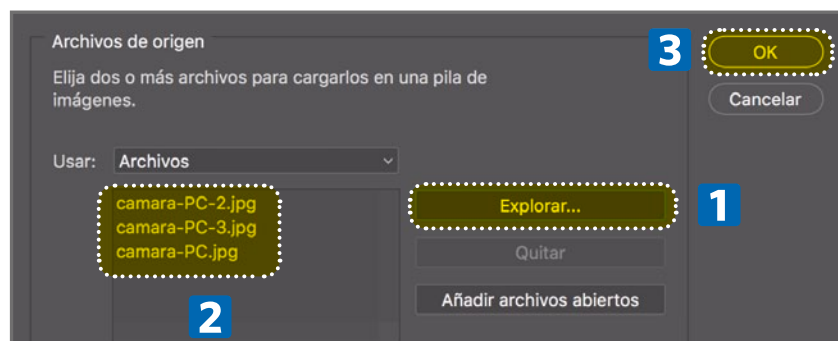 Archivos de origen
3
OK
Elija dos o más archivos para cargarlos en una pila de
imágenes.
Cancelar
Usar: Archivos
camara-PC-2.jpg
camara-PC-3.jpg
camara-PC.jpg
Explorar...
1
Quitar
Añadir archivos abiertos
2